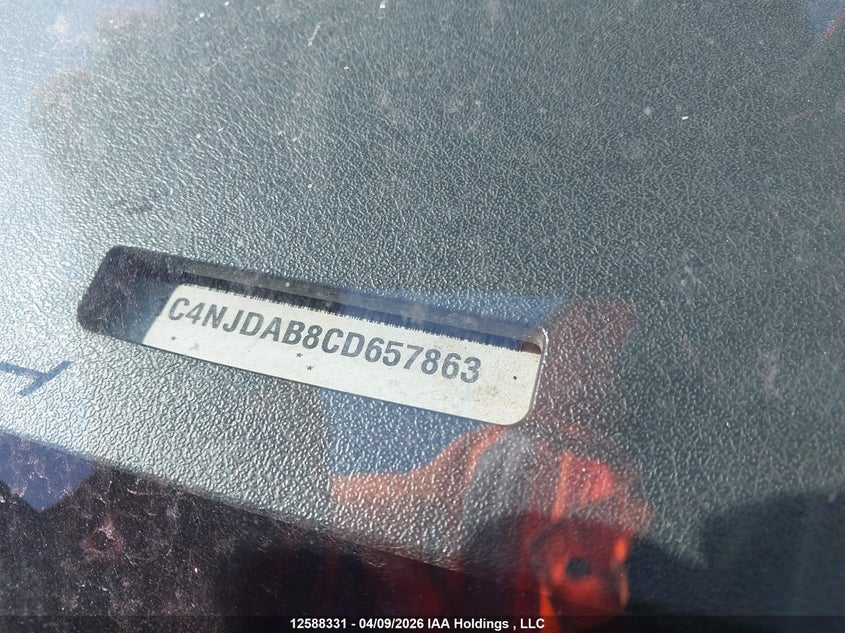 C4NJDAB8CD657863
12588331 - 04/09/2026 IAA Holdings , LLC